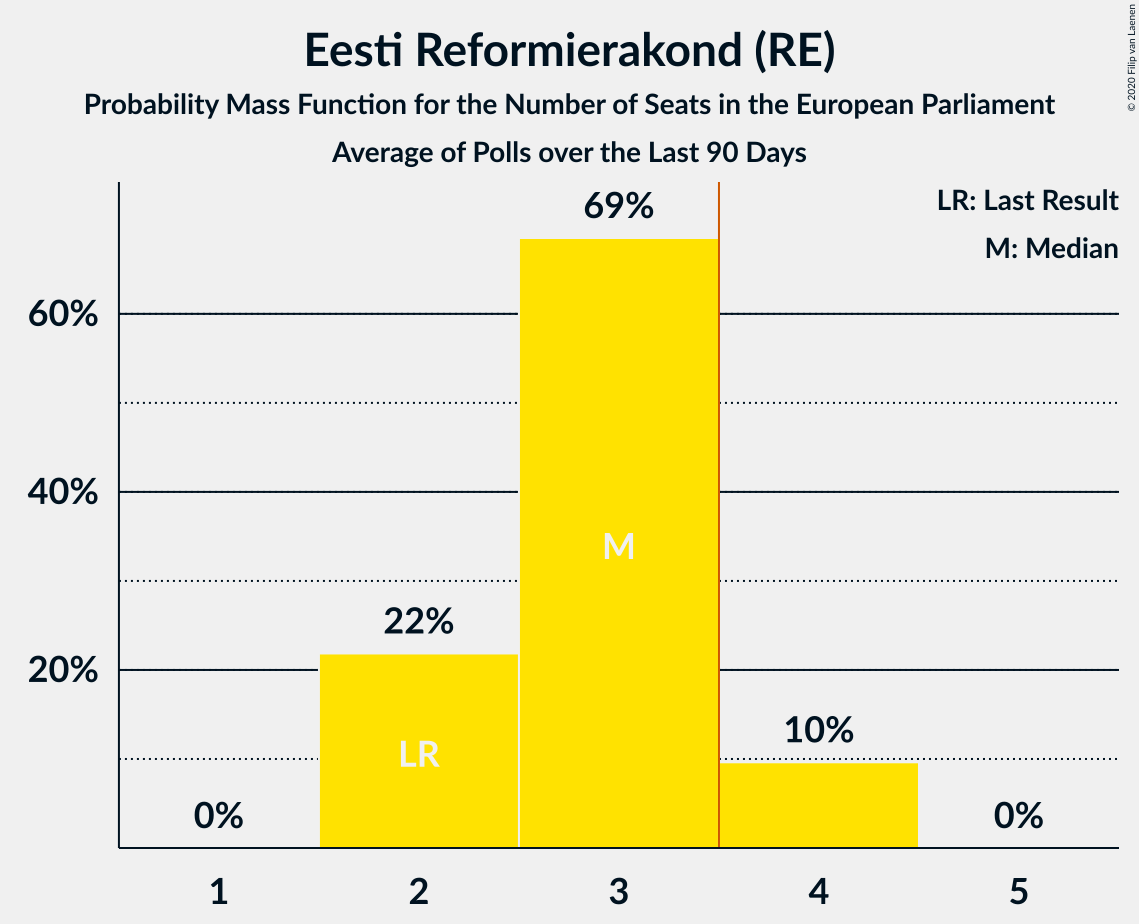 Eesti Reformierakond (RE)
Probability Mass Function for the Number of Seats in the European Parliament
Average of Polls over the Last 90 Days
© 2020 Filip van Laenen
LR: Last Result
M: Median
69%
60%
M
40%
22%
20%
LR
10%
0%
0%
1
2
3
4
5